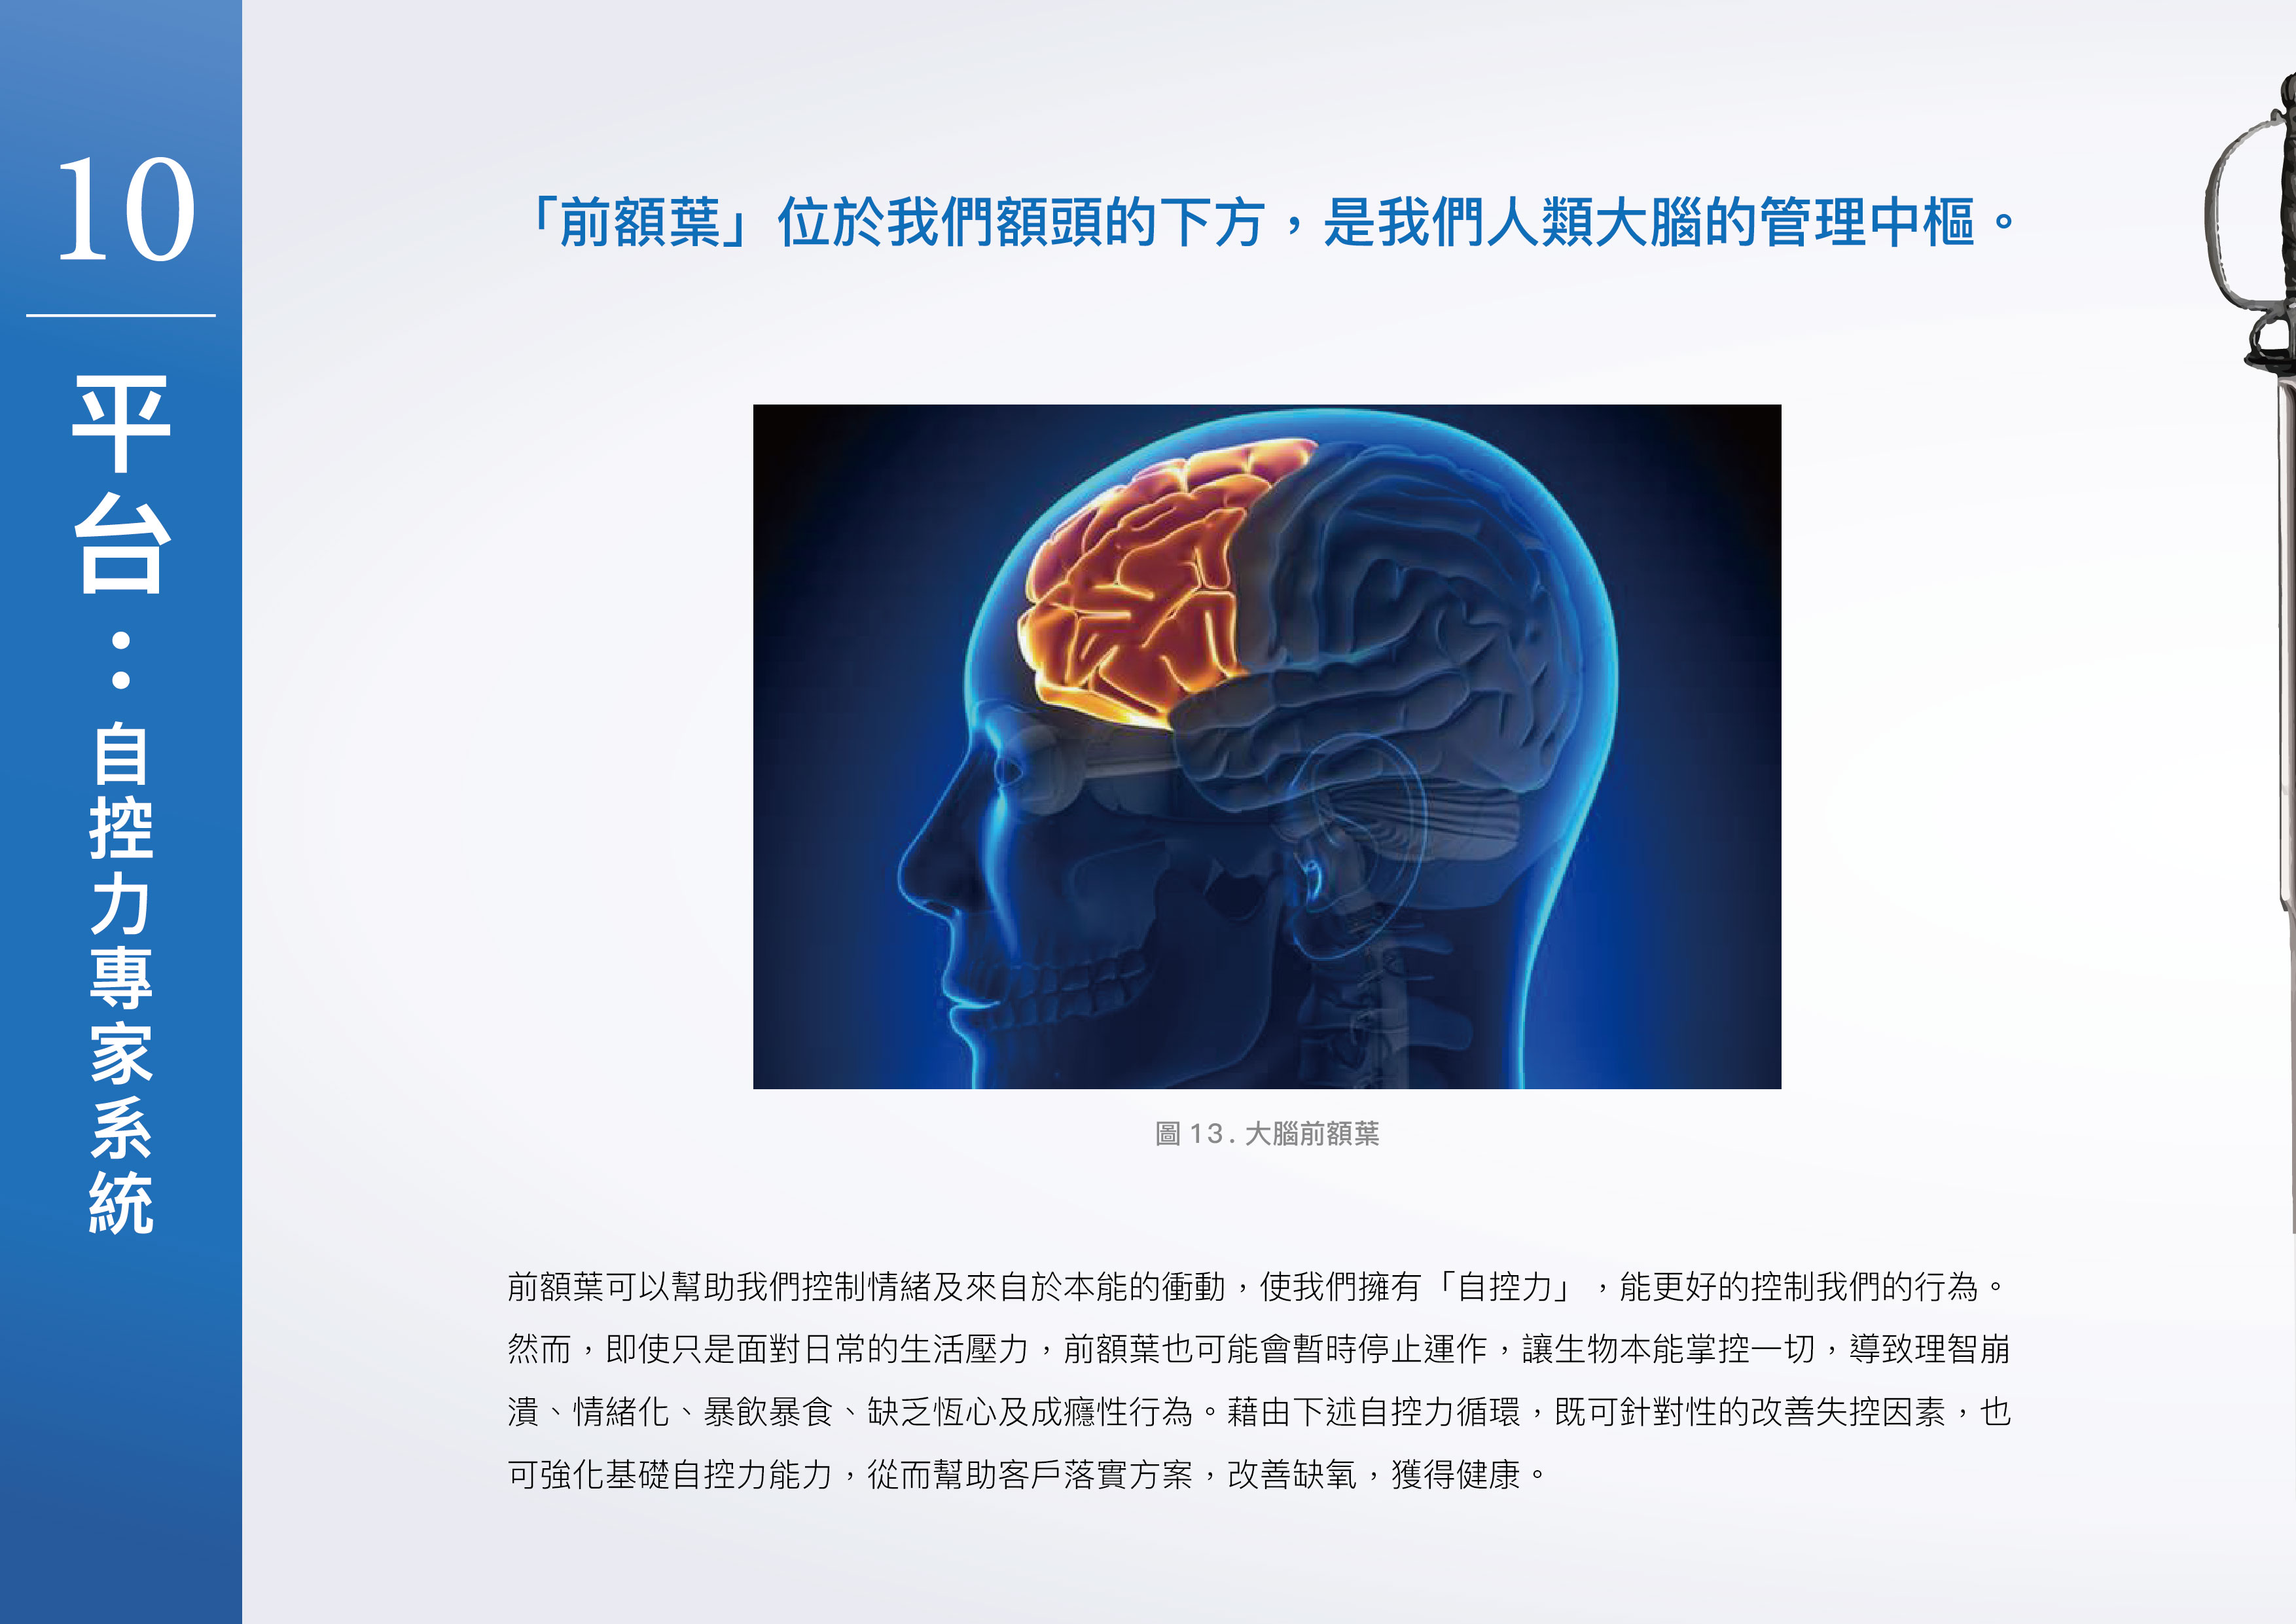 10
平台：自控力專家系統
「前額葉」位於我們額頭的下方，是我們人類大腦的管理中樞。
圖 13. 大腦前額葉
前額葉可以幫助我們控制情緒及來自於本能的衝動，使我們擁有「自控力」，能更好的控制我們的行為。
然而，即使只是面對日常的生活壓力，前額葉也可能會暫時停止運作，讓生物本能掌控一切，導致理智崩
潰、情緒化、暴飲暴食、缺乏恆心及成癮性行為。藉由下述自控力循環，既可針對性的改善失控因素，也
可強化基礎自控力能力，從而幫助客戶落實方案，改善缺氧，獲得健康。